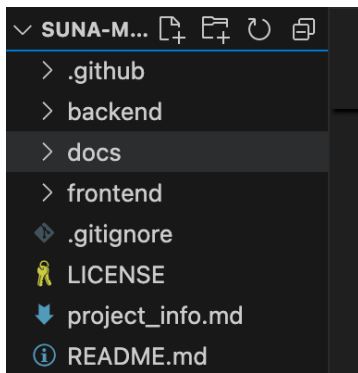 SUNA-M...
.github
backend
docs
frontend
.gitignore
LICENSE
project_info.md
README.md